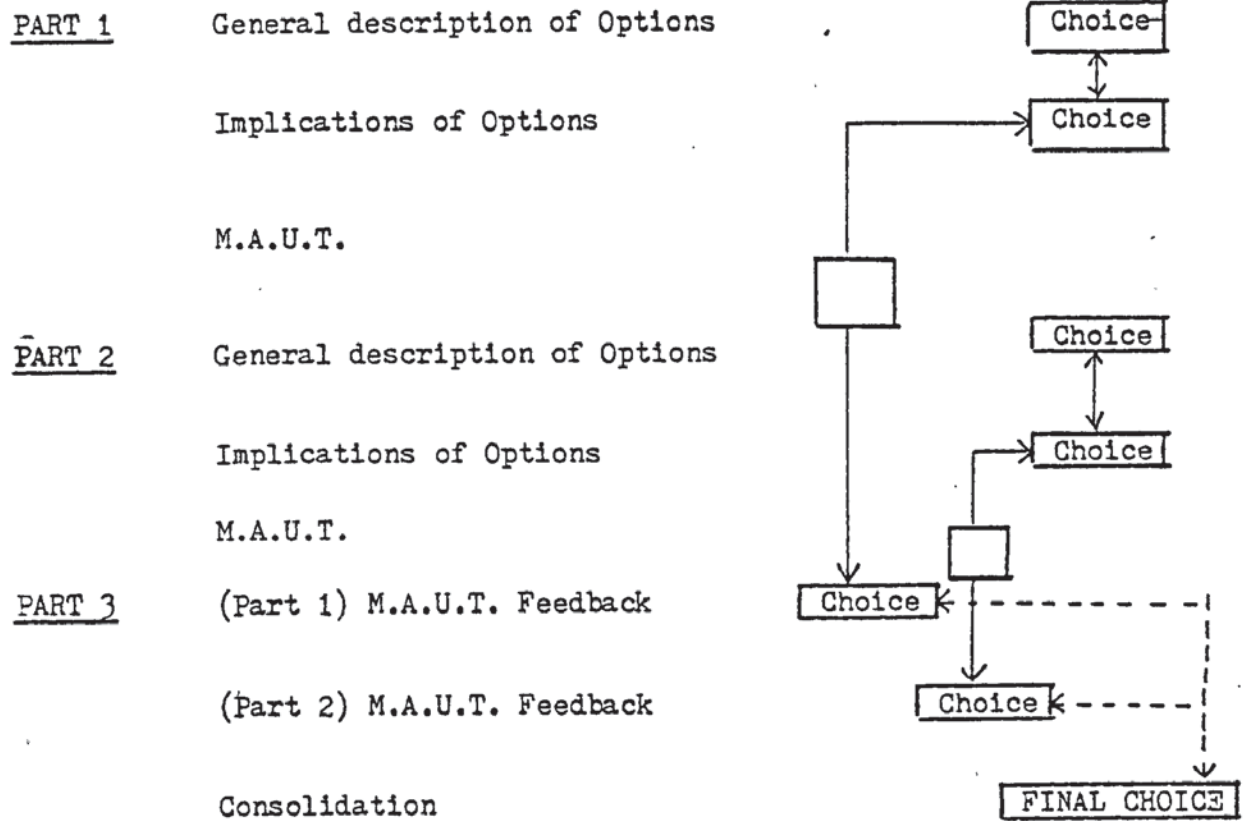 PART 1 General description of Options Choice
Implications of Options Choice
M.A.U.T.
PART 2 General description of Options Choice
Implications of Options Choice
M.A.U.T.
PART 3 (Part 1) M.A.U.T. Feedback Choice
(Part 2) M.A.U.T. Feedback Choice
Consolidation FINAL CHOICE